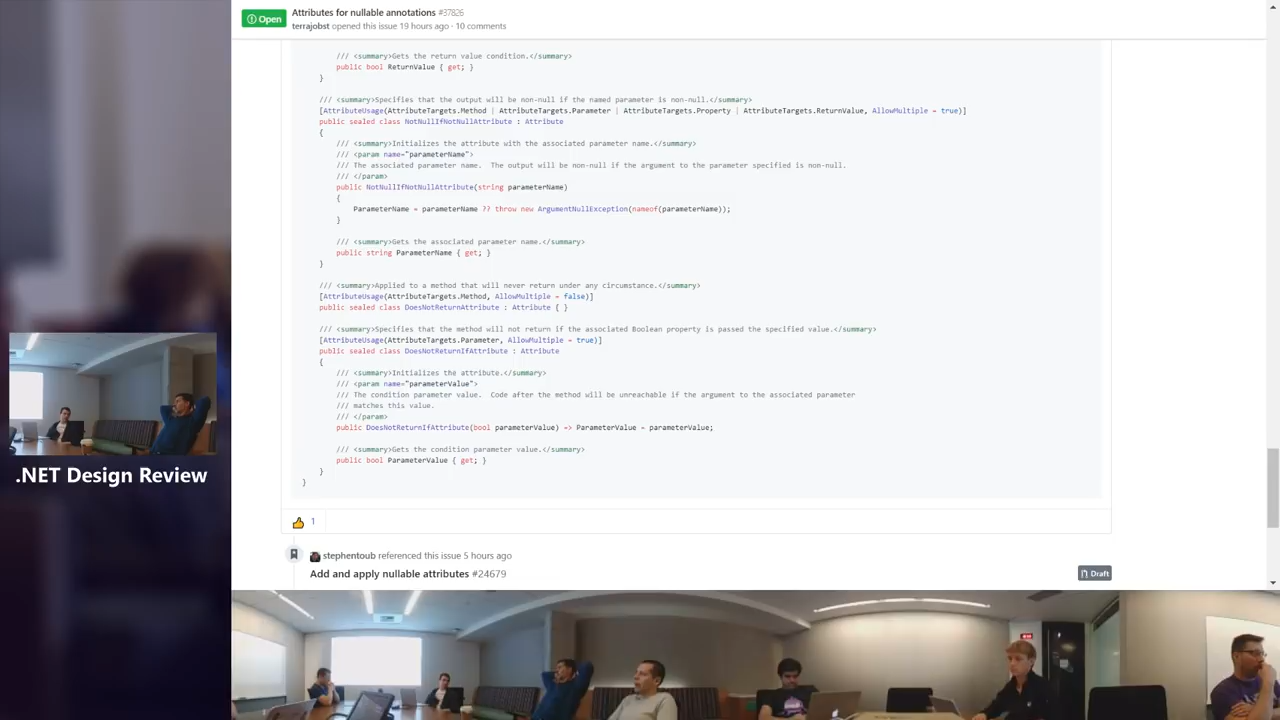 Open
Attributes for nullable annotations #37826
terrajobst opened this issue 19 hours ago · 10 comments
/// <summary>Gets the return value condition.</summary>
public bool ReturnValue { get; }
}
/// <summary>Specifies that the output will be non-null if the named parameter is non-null.</summary>
[AttributeUsage(AttributeTargets.Method | AttributeTargets.Parameter | AttributeTargets.Property | AttributeTargets.ReturnValue, AllowMultiple = true)]
public sealed class NotNullIfNotNullAttribute : Attribute
{
/// <summary>Initializes the attribute with the associated parameter name.</summary>
/// <param name="parameterName">
/// The associated parameter name.  The output will be non-null if the argument to the parameter specified is non-null.
/// </param>
public NotNullIfNotNullAttribute(string parameterName)
{
ParameterName = parameterName ?? throw new ArgumentNullException(nameof(parameterName));
}
/// <summary>Gets the associated parameter name.</summary>
public string ParameterName { get; }
}
/// <summary>Applied to a method that will never return under any circumstance.</summary>
[AttributeUsage(AttributeTargets.Method, AllowMultiple = false)]
public sealed class DoesNotReturnAttribute : Attribute { }
/// <summary>Specifies that the method will not return if the associated Boolean property is passed the specified value.</summary>
[AttributeUsage(AttributeTargets.Parameter, AllowMultiple = true)]
public sealed class DoesNotReturnIfAttribute : Attribute
{
/// <summary>Initializes the attribute.</summary>
/// <param name="parameterValue">
/// The condition parameter value.  Code after the method will be unreachable if the argument to the associated parameter
/// matches this value.
/// </param>
public DoesNotReturnIfAttribute(bool parameterValue) => ParameterValue = parameterValue;
/// <summary>Gets the condition parameter value.</summary>
public bool ParameterValue { get; }
}
}
1
stephentoub referenced this issue 5 hours ago
Add and apply nullable attributes #24679
Draft
.NET Design Review